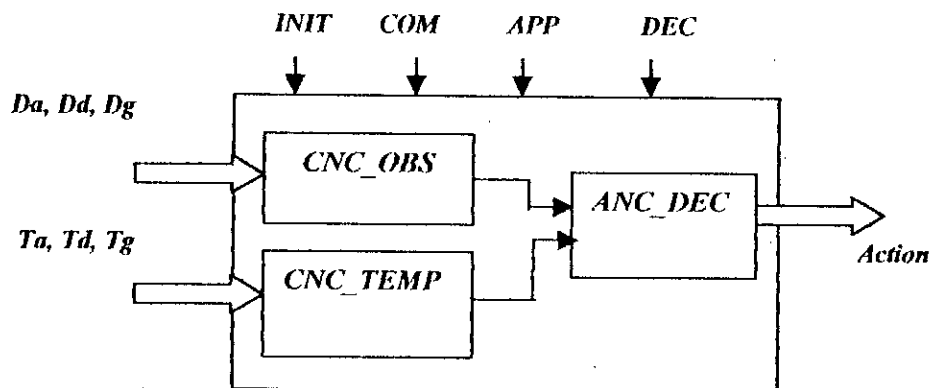 INIT COM APP DEC
Da, Dd, Dg
CNC_OBS
ANC_DEC
Ta, Td, Tg
CNC_TEMP
Action